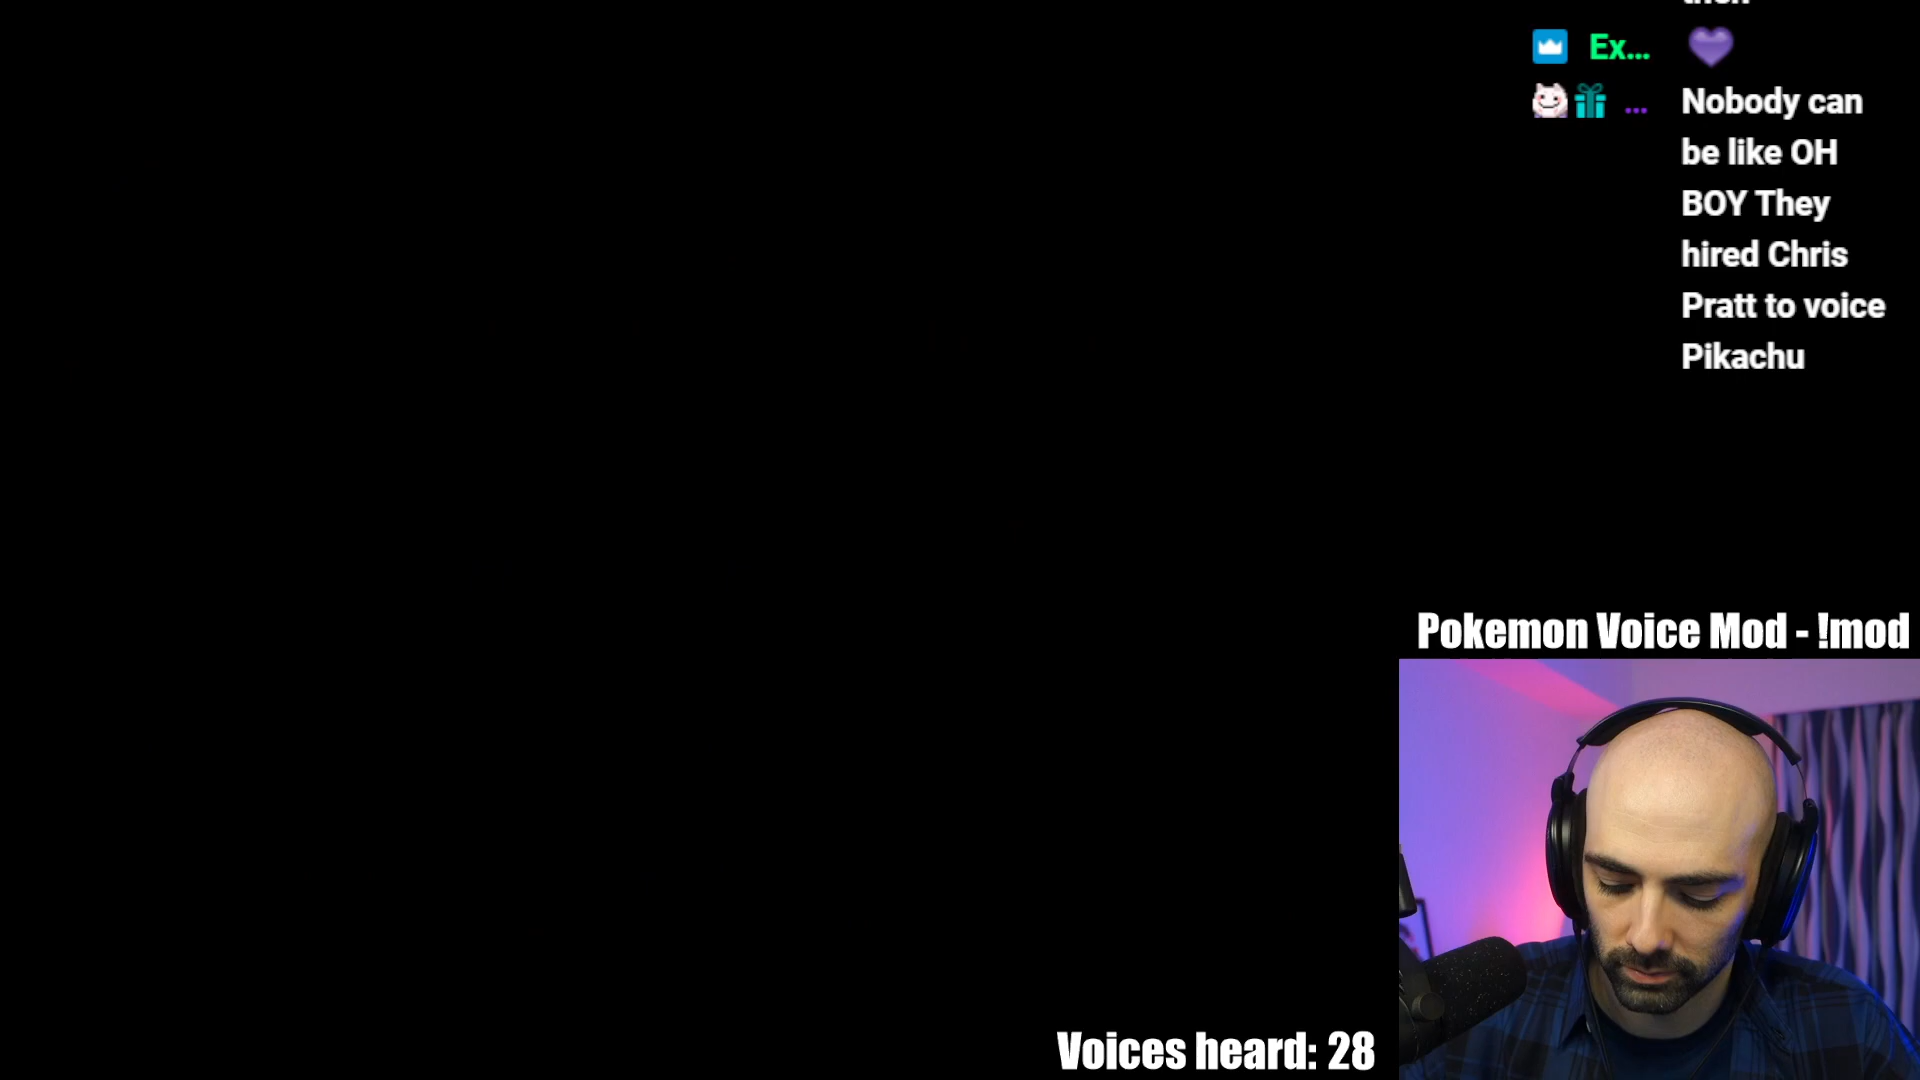 Ex...
...
Nobody can
be like OH
BOY They
hired Chris
Pratt to voice
Pikachu
Pokemon Voice Mod - !mod
Voices heard: 28